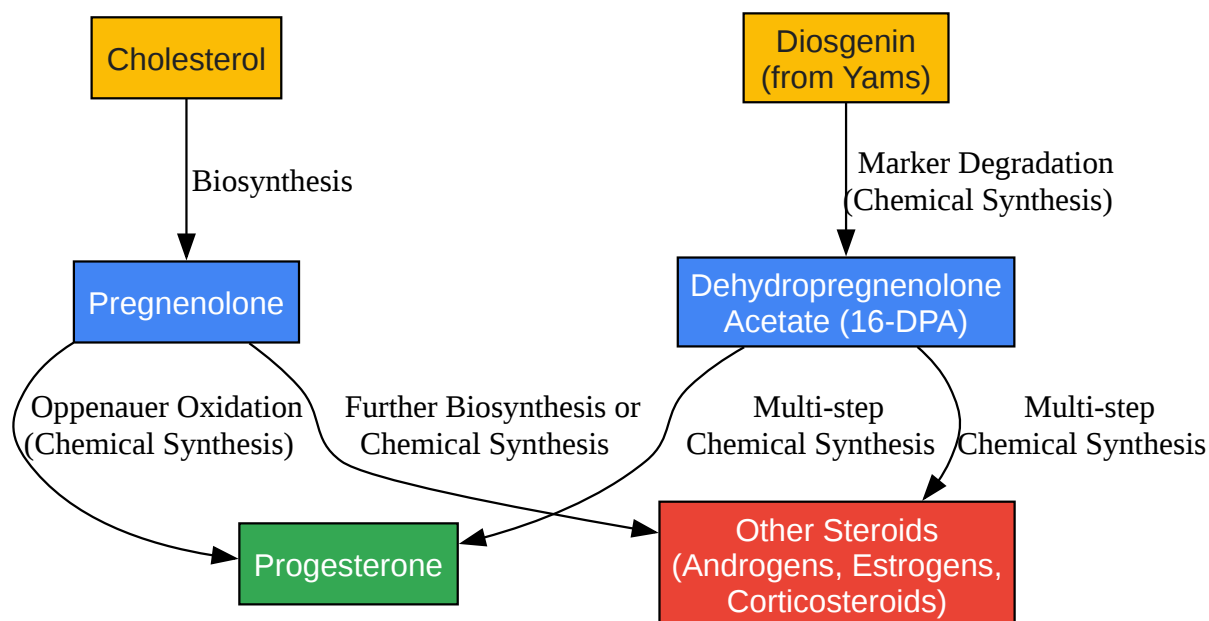 Cholesterol
Diosgenin
(from Yams)
Biosynthesis
Marker Degradation
(Chemical Synthesis)
Pregnenolone
Dehydropregnenolone
Acetate (16-DPA)
Oppenauer Oxidation
(Chemical Synthesis)
Further Biosynthesis or
Chemical Synthesis
Multi-step
Chemical Synthesis
Multi-step
Chemical Synthesis
Progesterone
Other Steroids
(Androgens, Estrogens,
Corticosteroids)